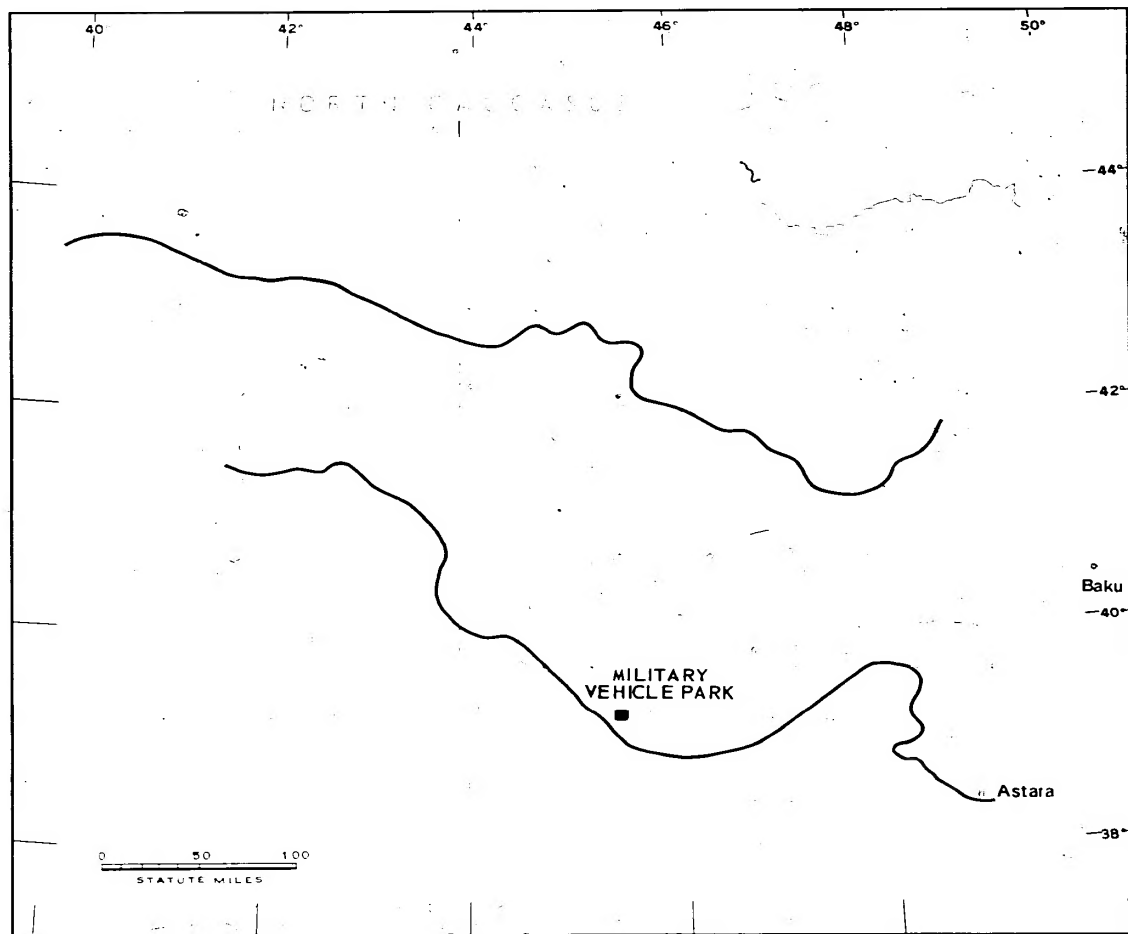 40° 42° 44° 46° 48° 50°
NORTH CAUCASUS
44°
42°
Baku
40°
MILITARY
VEHICLE PARK
Astara
38°
0 50 100
STATUTE MILES